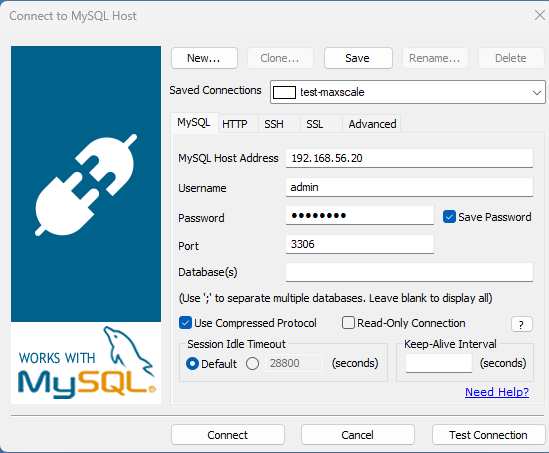 Connect to MySQL Host
New... Clone... Save Rename... Delete
Saved Connections test-maxscale
MySQL HTTP SSH SSL Advanced
MySQL Host Address 192.168.56.20
Username admin
Password ●●●●●●●● Save Password
Port 3306
Database(s)
(Use ';' to separate multiple databases. Leave blank to display all)
Use Compressed Protocol Read-Only Connection ?
Session Idle Timeout Keep-Alive Interval
Default 28800 (seconds) (seconds)
Need Help?
WORKS WITH
MySQL®
Connect Cancel Test Connection